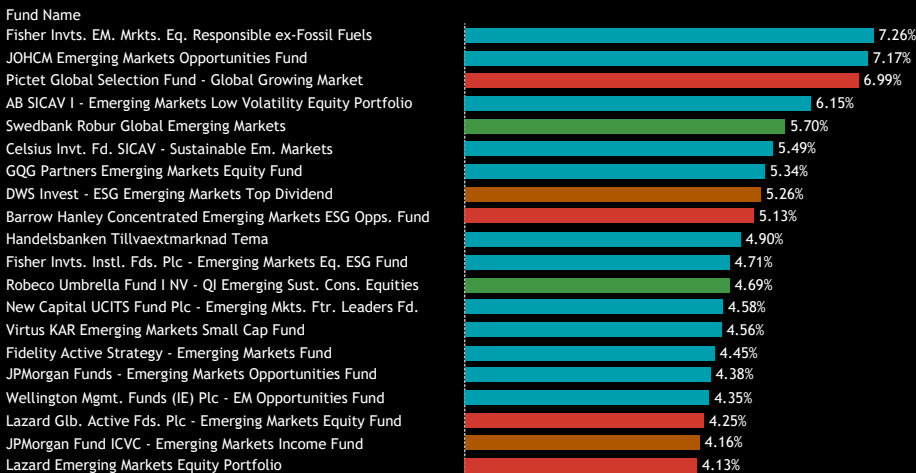 Fund Name
Fisher Invts. EM. Mrkts. Eq. Responsible ex-Fossil Fuels 7.26%
JOHCM Emerging Markets Opportunities Fund 7.17%
Pictet Global Selection Fund - Global Growing Market 6.99%
AB SICAV I - Emerging Markets Low Volatility Equity Portfolio 6.15%
Swedbank Robur Global Emerging Markets 5.70%
Celsius Invt. Fd. SICAV - Sustainable Em. Markets 5.49%
GQG Partners Emerging Markets Equity Fund 5.34%
DWS Invest - ESG Emerging Markets Top Dividend 5.26%
Barrow Hanley Concentrated Emerging Markets ESG Opps. Fund 5.13%
Handelsbanken Tillvaextmarknad Tema 4.90%
Fisher Invts. Instl. Fds. Plc - Emerging Markets Eq. ESG Fund 4.71%
Robeco Umbrella Fund I NV - QI Emerging Sust. Cons. Equities 4.69%
New Capital UCITS Fund Plc - Emerging Mkts. Ftr. Leaders Fd. 4.58%
Virtus KAR Emerging Markets Small Cap Fund 4.56%
Fidelity Active Strategy - Emerging Markets Fund 4.45%
JPMorgan Funds - Emerging Markets Opportunities Fund 4.38%
Wellington Mgmt. Funds (IE) Plc - EM Opportunities Fund 4.35%
Lazard Glb. Active Fds. Plc - Emerging Markets Equity Fund 4.25%
JPMorgan Fund ICVC - Emerging Markets Income Fund 4.16%
Lazard Emerging Markets Equity Portfolio 4.13%